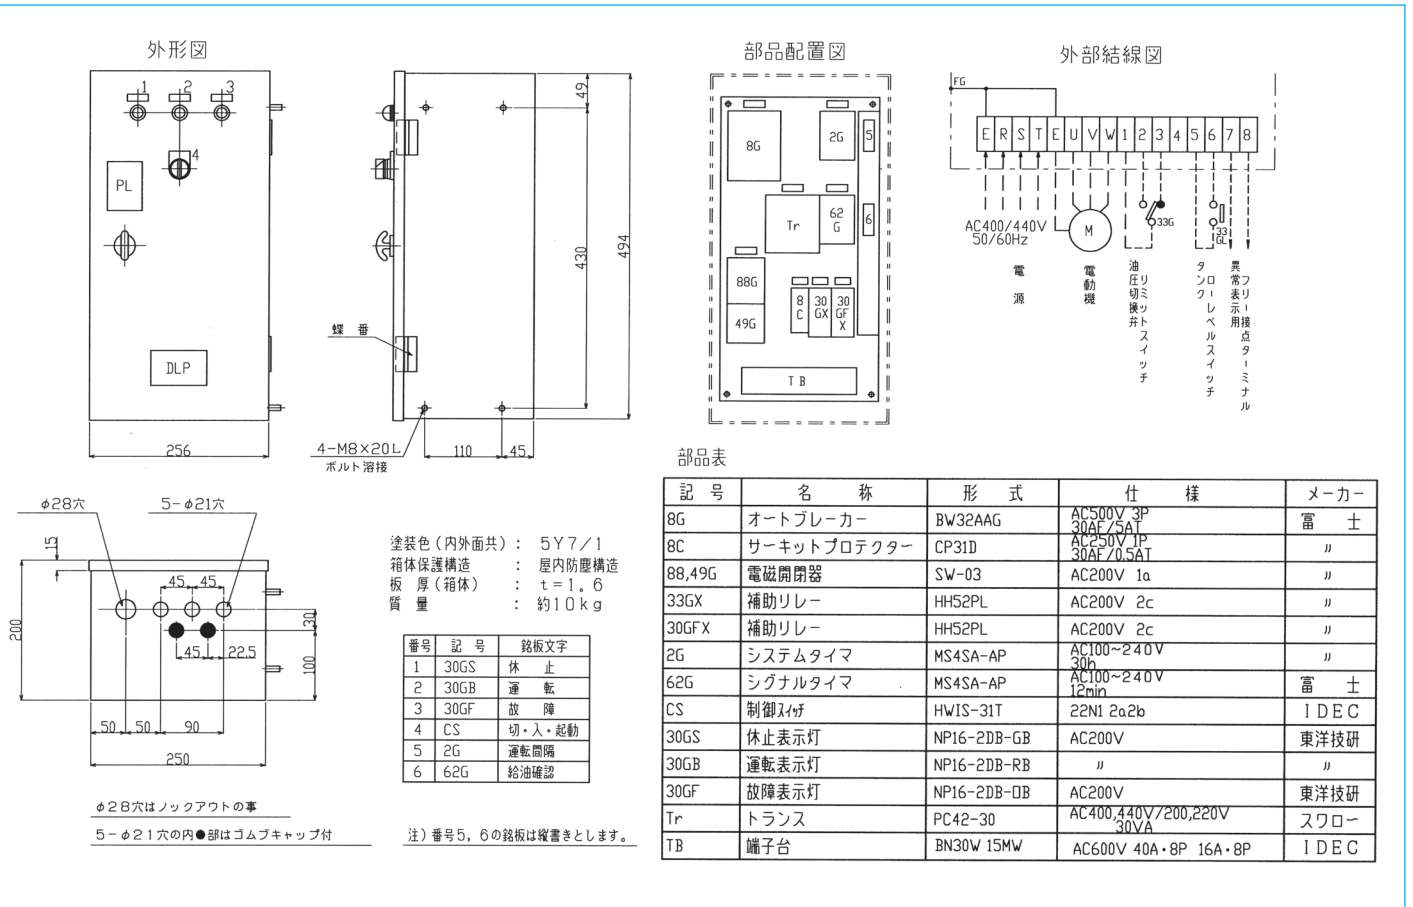 外形図
1
2
3
4
PL
DLP
256
蝶 番
49
430
494
4-M8×20L
ボルト溶接
110
45
部品配置図
8G
2G
5
Tr
62
G
6
88G
49G
8
C
30
GX
30
GF
X
T B
外部結線図
FG
E R S T E U V W 1 2 3 4 5 6 7 8
AC400/440V
50/60Hz
M
33G
33
GL
電源
電動機
油圧切換弁
リミットスイッチ
タンク
ローレベルスイッチ
異常表示用
フリー接点ターミナル
φ28穴
5-φ21穴
15
200
45
45
45
22.5
30
100
50
50
90
250
φ28穴はノックアウトの事
5-φ21穴の内●部はゴムブキャップ付
塗装色(内外面共): 5Y7/1
箱体保護構造 : 屋内防塵構造
板 厚(箱体) : t=1.6
質 量 : 約10kg
番号 記 号 銘板文字
1 30GS 休 止
2 30GB 運 転
3 30GF 故 障
4 CS 切・入・起動
5 2G 運転間隔
6 62G 給油確認
注)番号5,6の銘板は縦書きとします。
部品表
記 号 名 称 形 式 仕 様 メーカー
8G オートブレーカー BW32AAG AC500V 3P 30AF/5AT 富 士
8C サーキットプロテクター CP31D AC250V 1P 30AF/0.5AT 〃
88,49G 電磁開閉器 SW-03 AC200V 1a 〃
33GX 補助リレー HH52PL AC200V 2c 〃
30GFX 補助リレー HH52PL AC200V 2c 〃
2G システムタイマ MS4SA-AP AC100~240V 30h 〃
62G シグナルタイマ MS4SA-AP AC100~240V 12min 富 士
CS 制御スイッチ HWIS-31T 22N1 2a2b IDEC
30GS 休止表示灯 NP16-2DB-GB AC200V 東洋技研
30GB 運転表示灯 NP16-2DB-RB 〃 〃
30GF 故障表示灯 NP16-2DB-OB AC200V 東洋技研
Tr トランス PC42-30 AC400,440V/200,220V 30VA スワロー
TB 端子台 BN30W 15MW AC600V 40A・8P 16A・8P IDEC